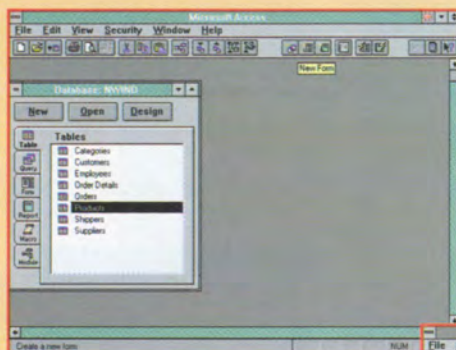 Microsoft Access
File Edit View Security Window Help
New Form
Database: NWIND
New Open Design
Tables
Table
Query
Form
Report
Macro
Module
Categories
Customers
Employees
Order Details
Orders
Products
Shippers
Suppliers
Create a new form
NUM
File